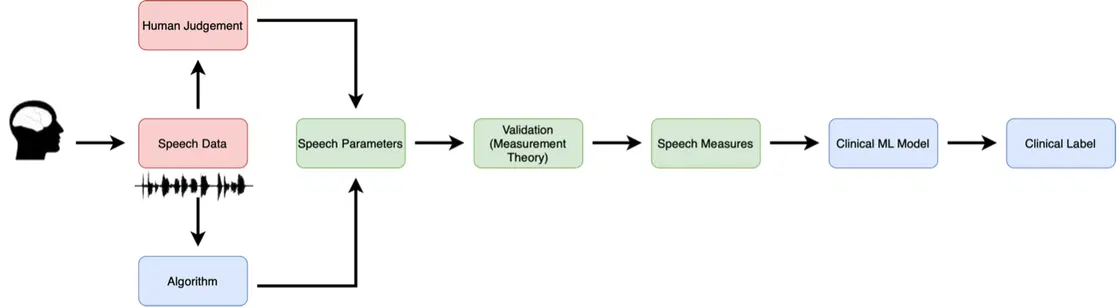 Human Judgement
Speech Data
Algorithm
Speech Parameters
Validation
(Measurement
Theory)
Speech Measures
Clinical ML Model
Clinical Label